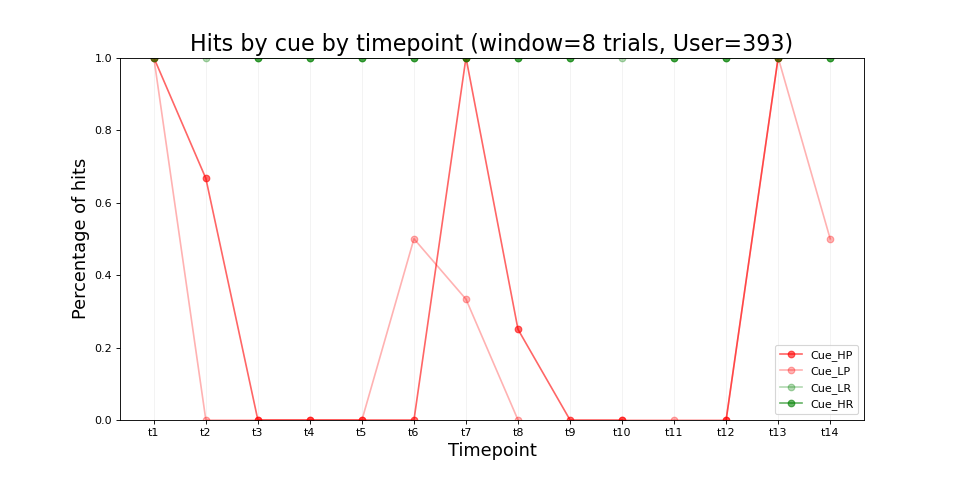 Hits by cue by timepoint (window=8 trials, User=393)
Percentage of hits
1.0
0.8
0.6
0.4
0.2
0.0
t1 t2 t3 t4 t5 t6 t7 t8 t9 t10 t11 t12 t13 t14
Timepoint
Cue_HP
Cue_LP
Cue_LR
Cue_HR